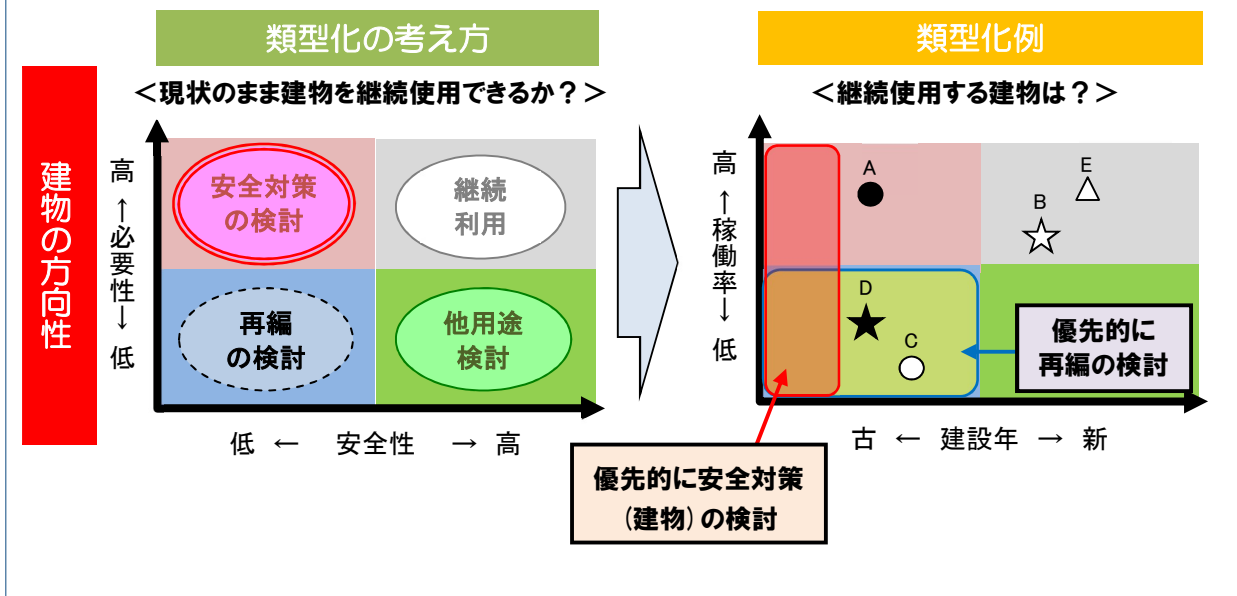 類型化の考え方
類型化例
建物の方向性
＜現状のまま建物を継続使用できるか？＞
＜継続使用する建物は？＞
高
↑
必要性
↓
低
安全対策
の検討
継続
利用
再編
の検討
他用途
検討
低 ← 安全性 → 高
高
↑
稼働率
↓
低
A
E
B
D
C
優先的に
再編の検討
古 ← 建設年 → 新
優先的に安全対策
（建物）の検討